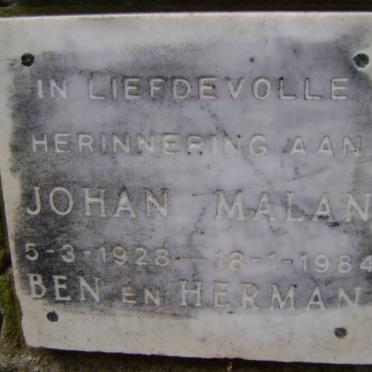 IN LIEFDEVOLLE
HERINNERING AAN
JOHAN MALAN
5-3-1928 — 18-1-1984
BEN EN HERMAN